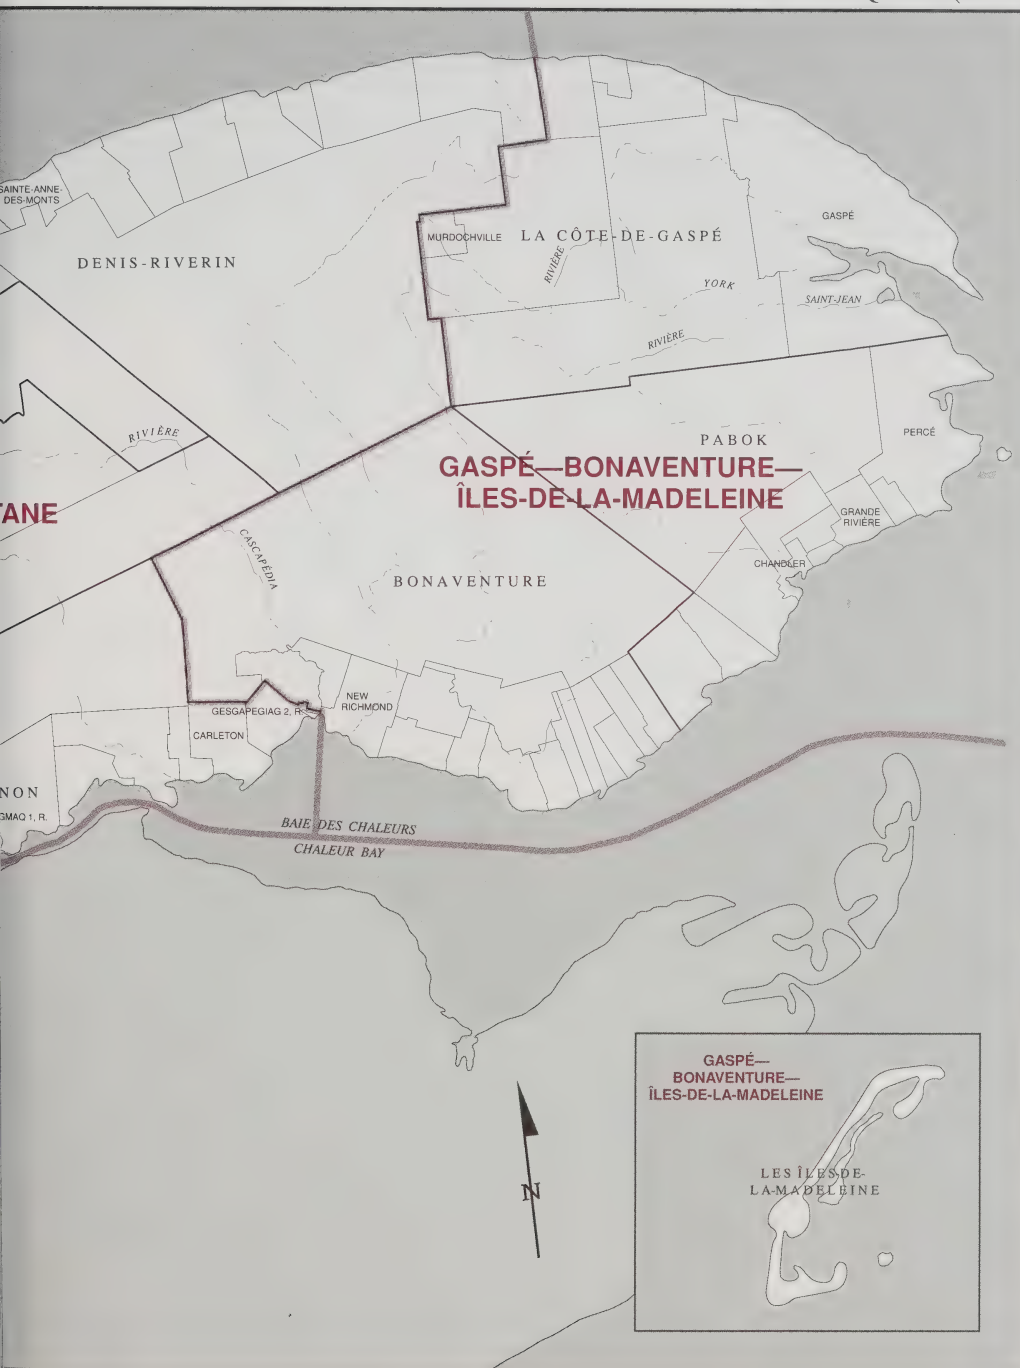 SAINTE-ANNE-
DES-MONTS
GASPÉ
MURDOCHVILLE
LA CÔTE-DE-GASPÉ
DENIS-RIVERIN
RIVIÈRE
YORK
SAINT-JEAN
RIVIÈRE
RIVIÈRE
PERCÉ
PABOK
GASPÉ—BONAVENTURE—
ÎLES-DE-LA-MADELEINE
TANE
GRANDE
RIVIÈRE
CASCAPÉDIA
CHANDLER
BONAVENTURE
NEW
RICHMOND
GESGAPEGIAG 2, R.
CARLETON
NON
GMAQ 1, R.
BAIE DES CHALEURS
CHALEUR BAY
GASPÉ—
BONAVENTURE—
ÎLES-DE-LA-MADELEINE
LES ÎLES-DE-
LA-MADELEINE
N